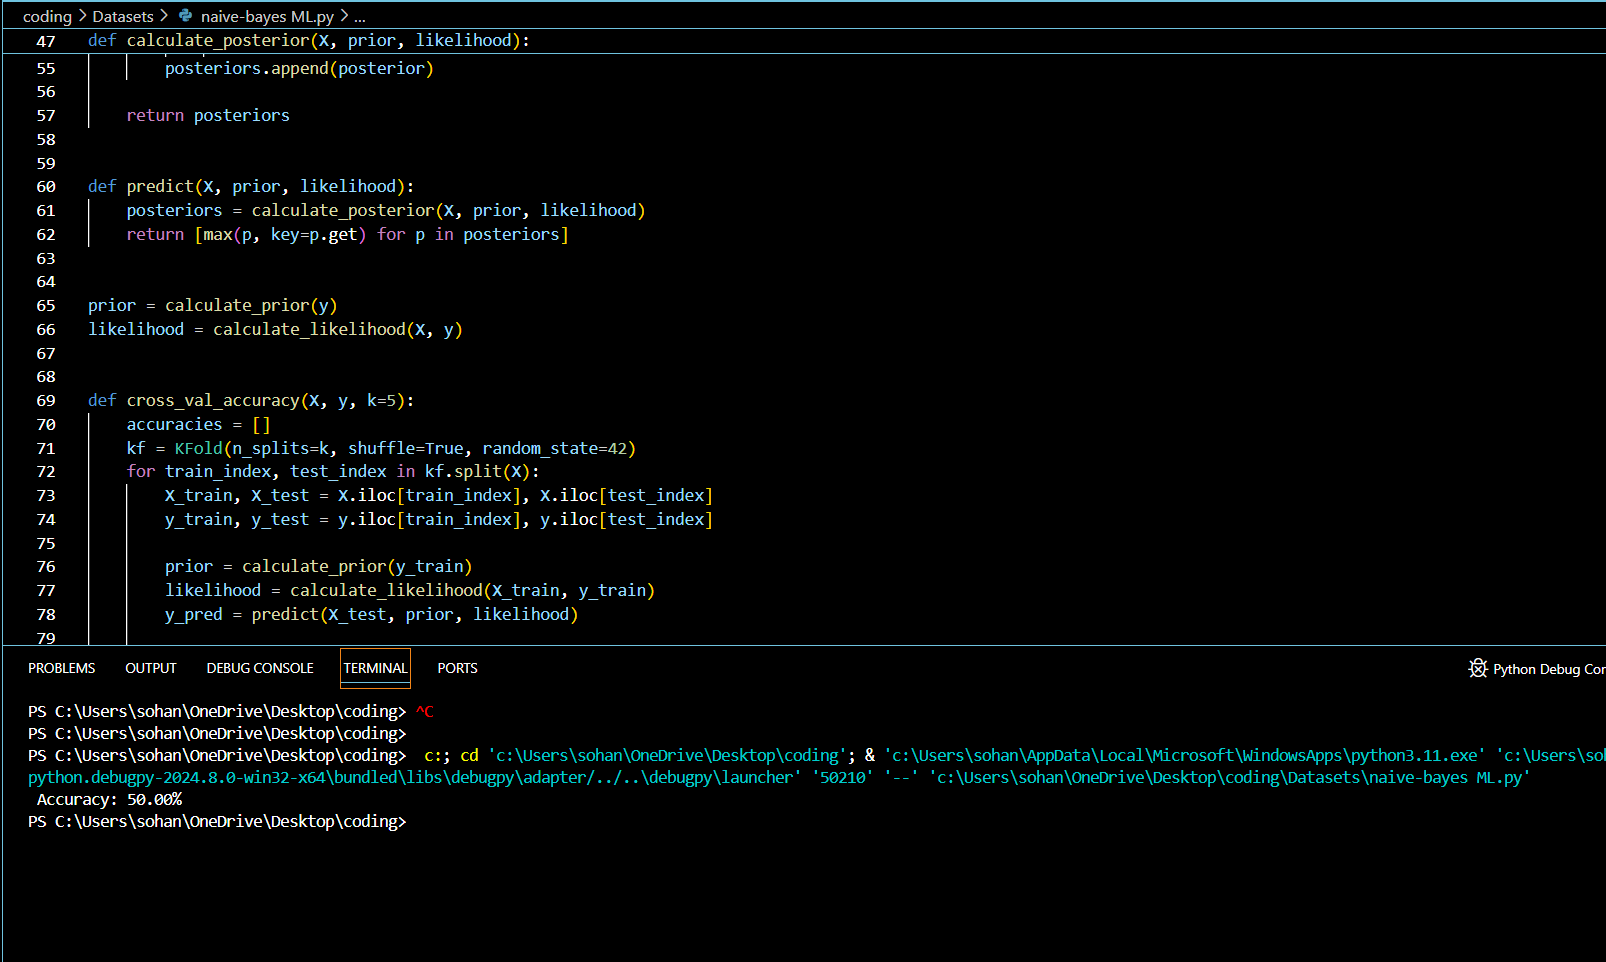 coding > Datasets > naive-bayes ML.py > ...
47 def calculate_posterior(X, prior, likelihood):
55 posteriors.append(posterior)
56
57 return posteriors
58
59
60 def predict(X, prior, likelihood):
61 posteriors = calculate_posterior(X, prior, likelihood)
62 return [max(p, key=p.get) for p in posteriors]
63
64
65 prior = calculate_prior(y)
66 likelihood = calculate_likelihood(X, y)
67
68
69 def cross_val_accuracy(X, y, k=5):
70 accuracies = []
71 kf = KFold(n_splits=k, shuffle=True, random_state=42)
72 for train_index, test_index in kf.split(X):
73 X_train, X_test = X.iloc[train_index], X.iloc[test_index]
74 y_train, y_test = y.iloc[train_index], y.iloc[test_index]
75
76 prior = calculate_prior(y_train)
77 likelihood = calculate_likelihood(X_train, y_train)
78 y_pred = predict(X_test, prior, likelihood)
79
PROBLEMS OUTPUT DEBUG CONSOLE TERMINAL PORTS Python Debug Con
PS C:\Users\sohan\OneDrive\Desktop\coding> ^C
PS C:\Users\sohan\OneDrive\Desktop\coding>
PS C:\Users\sohan\OneDrive\Desktop\coding> c:; cd 'c:\Users\sohan\OneDrive\Desktop\coding'; & 'c:\Users\sohan\AppData\Local\Microsoft\WindowsApps\python3.11.exe' 'c:\Users\soh
python.debugpy-2024.8.0-win32-x64\bundled\libs\debugpy\adapter/../..\debugpy\launcher' '50210' '--' 'c:\Users\sohan\OneDrive\Desktop\coding\Datasets\naive-bayes ML.py'
Accuracy: 50.00%
PS C:\Users\sohan\OneDrive\Desktop\coding>